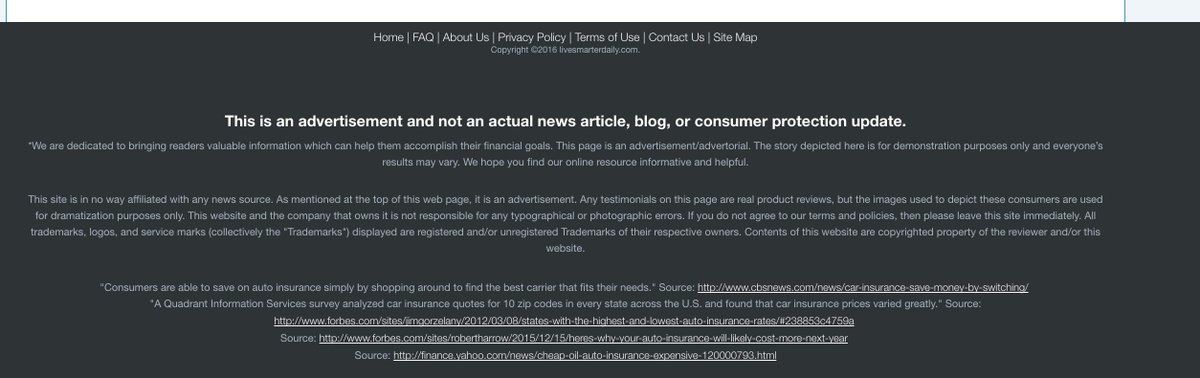 Home | FAQ | About Us | Privacy Policy | Terms of Use | Contact Us | Site Map
Copyright ©2016 livesmarterdaily.com.
This is an advertisement and not an actual news article, blog, or consumer protection update.
*We are dedicated to bringing readers valuable information which can help them accomplish their financial goals. This page is an advertisement/advertorial. The story depicted here is for demonstration purposes only and everyone's
results may vary. We hope you find our online resource informative and helpful.
This site is in no way affiliated with any news source. As mentioned at the top of this web page, it is an advertisement. Any testimonials on this page are real product reviews, but the images used to depict these consumers are used
for dramatization purposes only. This website and the company that owns it is not responsible for any typographical or photographic errors. If you do not agree to our terms and policies, then please leave this site immediately. All
trademarks, logos, and service marks (collectively the "Trademarks") displayed are registered and/or unregistered Trademarks of their respective owners. Contents of this website are copyrighted property of the reviewer and/or this
website.
"Consumers are able to save on auto insurance simply by shopping around to find the best carrier that fits their needs." Source: http://www.cbsnews.com/news/car-insurance-save-money-by-switching/
"A Quadrant Information Services survey analyzed car insurance quotes for 10 zip codes in every state across the U.S. and found that car insurance prices varied greatly." Source:
http://www.forbes.com/sites/jimgorzelany/2012/03/08/states-with-the-highest-and-lowest-auto-insurance-rates/#238853c4759a
Source: http://www.forbes.com/sites/robertharrow/2015/12/15/heres-why-your-auto-insurance-will-likely-cost-more-next-year
Source: http://finance.yahoo.com/news/cheap-oil-auto-insurance-expensive-120000793.html